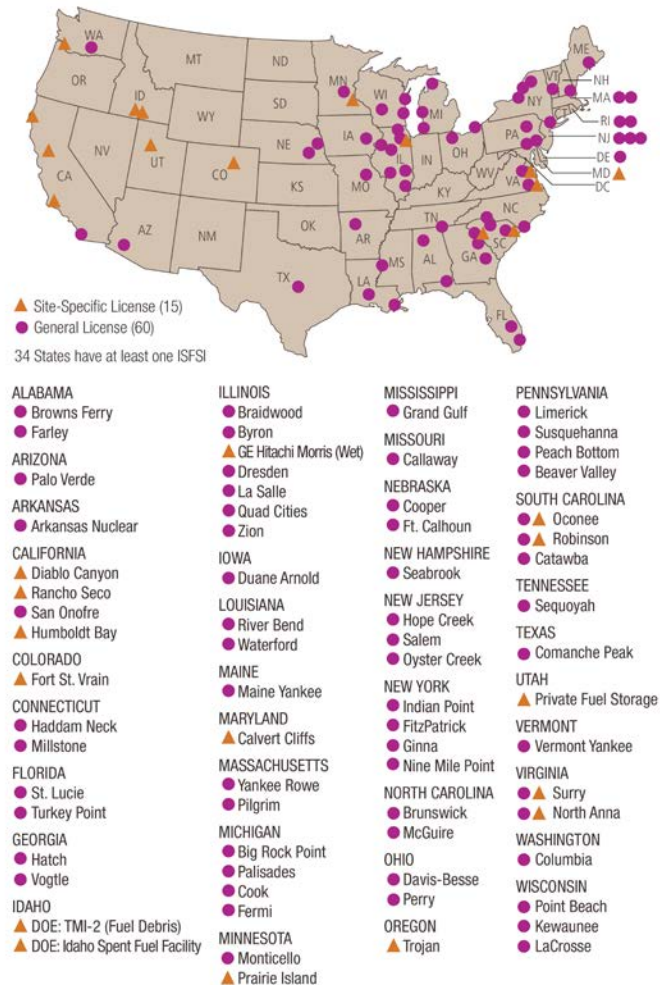 WA
MT
ND
ME
OR
ID
MN
VT
NH
SD
WI
NY
MA
WY
MI
CT
RI
NE
IA
PA
NJ
NV
UT
IL
IN
OH
DE
CA
CO
WV
MD
KS
MO
VA
DC
KY
NC
TN
OK
AZ
NM
AR
SC
MS
AL
GA
TX
LA
FL
Site-Specific License (15)
General License (60)
34 States have at least one ISFSI
ALABAMA
Browns Ferry
Farley
ARIZONA
Palo Verde
ARKANSAS
Arkansas Nuclear
CALIFORNIA
Diablo Canyon
Rancho Seco
San Onofre
Humboldt Bay
COLORADO
Fort St. Vrain
CONNECTICUT
Haddam Neck
Millstone
FLORIDA
St. Lucie
Turkey Point
GEORGIA
Hatch
Vogtle
IDAHO
DOE: TMI-2 (Fuel Debris)
DOE: Idaho Spent Fuel Facility
ILLINOIS
Braidwood
Byron
GE Hitachi Morris (Wet)
Dresden
La Salle
Quad Cities
Zion
IOWA
Duane Arnold
LOUISIANA
River Bend
Waterford
MAINE
Maine Yankee
MARYLAND
Calvert Cliffs
MASSACHUSETTS
Yankee Rowe
Pilgrim
MICHIGAN
Big Rock Point
Palisades
Cook
Fermi
MINNESOTA
Monticello
Prairie Island
MISSISSIPPI
Grand Gulf
MISSOURI
Callaway
NEBRASKA
Cooper
Ft. Calhoun
NEW HAMPSHIRE
Seabrook
NEW JERSEY
Hope Creek
Salem
Oyster Creek
NEW YORK
Indian Point
FitzPatrick
Ginna
Nine Mile Point
NORTH CAROLINA
Brunswick
McGuire
OHIO
Davis-Besse
Perry
OREGON
Trojan
PENNSYLVANIA
Limerick
Susquehanna
Peach Bottom
Beaver Valley
SOUTH CAROLINA
Oconee
Robinson
Catawba
TENNESSEE
Sequoyah
TEXAS
Comanche Peak
UTAH
Private Fuel Storage
VERMONT
Vermont Yankee
VIRGINIA
Surry
North Anna
WASHINGTON
Columbia
WISCONSIN
Point Beach
Kewaunee
LaCrosse